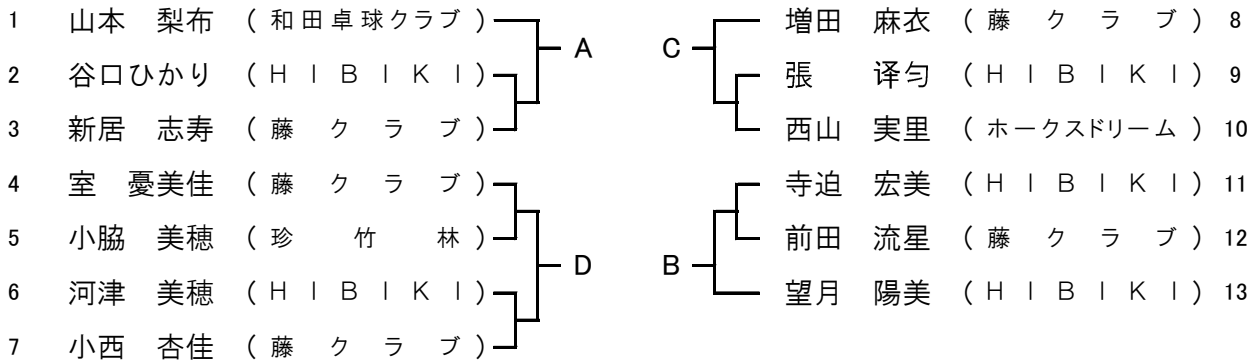 1 山本 梨布 (和田卓球クラブ)
2 谷口ひかり (HIBIKI)
3 新居 志寿 (藤クラブ)
A
4 室 憂美佳 (藤クラブ)
5 小脇 美穂 (珍竹林)
6 河津 美穂 (HIBIKI)
7 小西 杏佳 (藤クラブ)
D
C
増田 麻衣 (藤クラブ) 8
張 译匀 (HIBIKI) 9
西山 実里 (ホークスドリーム) 10
B
寺迫 宏美 (HIBIKI) 11
前田 流星 (藤クラブ) 12
望月 陽美 (HIBIKI) 13